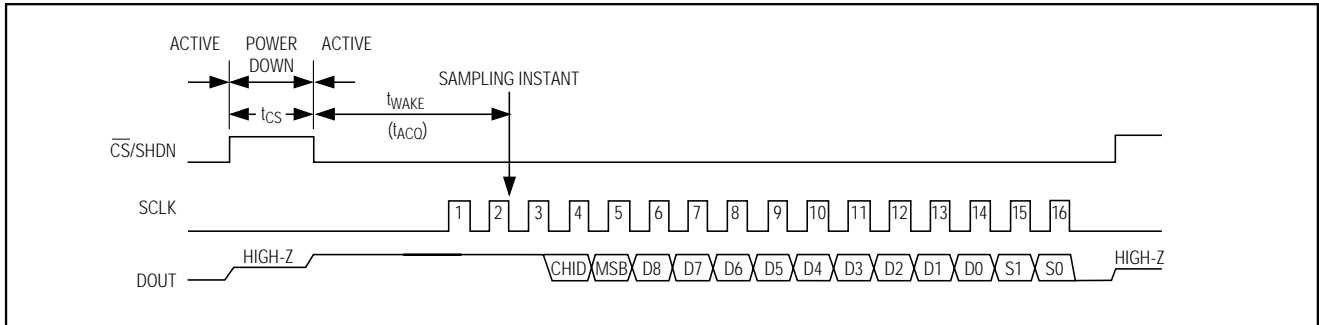 ACTIVE POWER DOWN ACTIVE
SAMPLING INSTANT
tCS
tWAKE
(tACQ)
CS/SHDN
SCLK
1 2 3 4 5 6 7 8 9 10 11 12 13 14 15 16
DOUT
HIGH-Z
CHID MSB D8 D7 D6 D5 D4 D3 D2 D1 D0 S1 S0
HIGH-Z